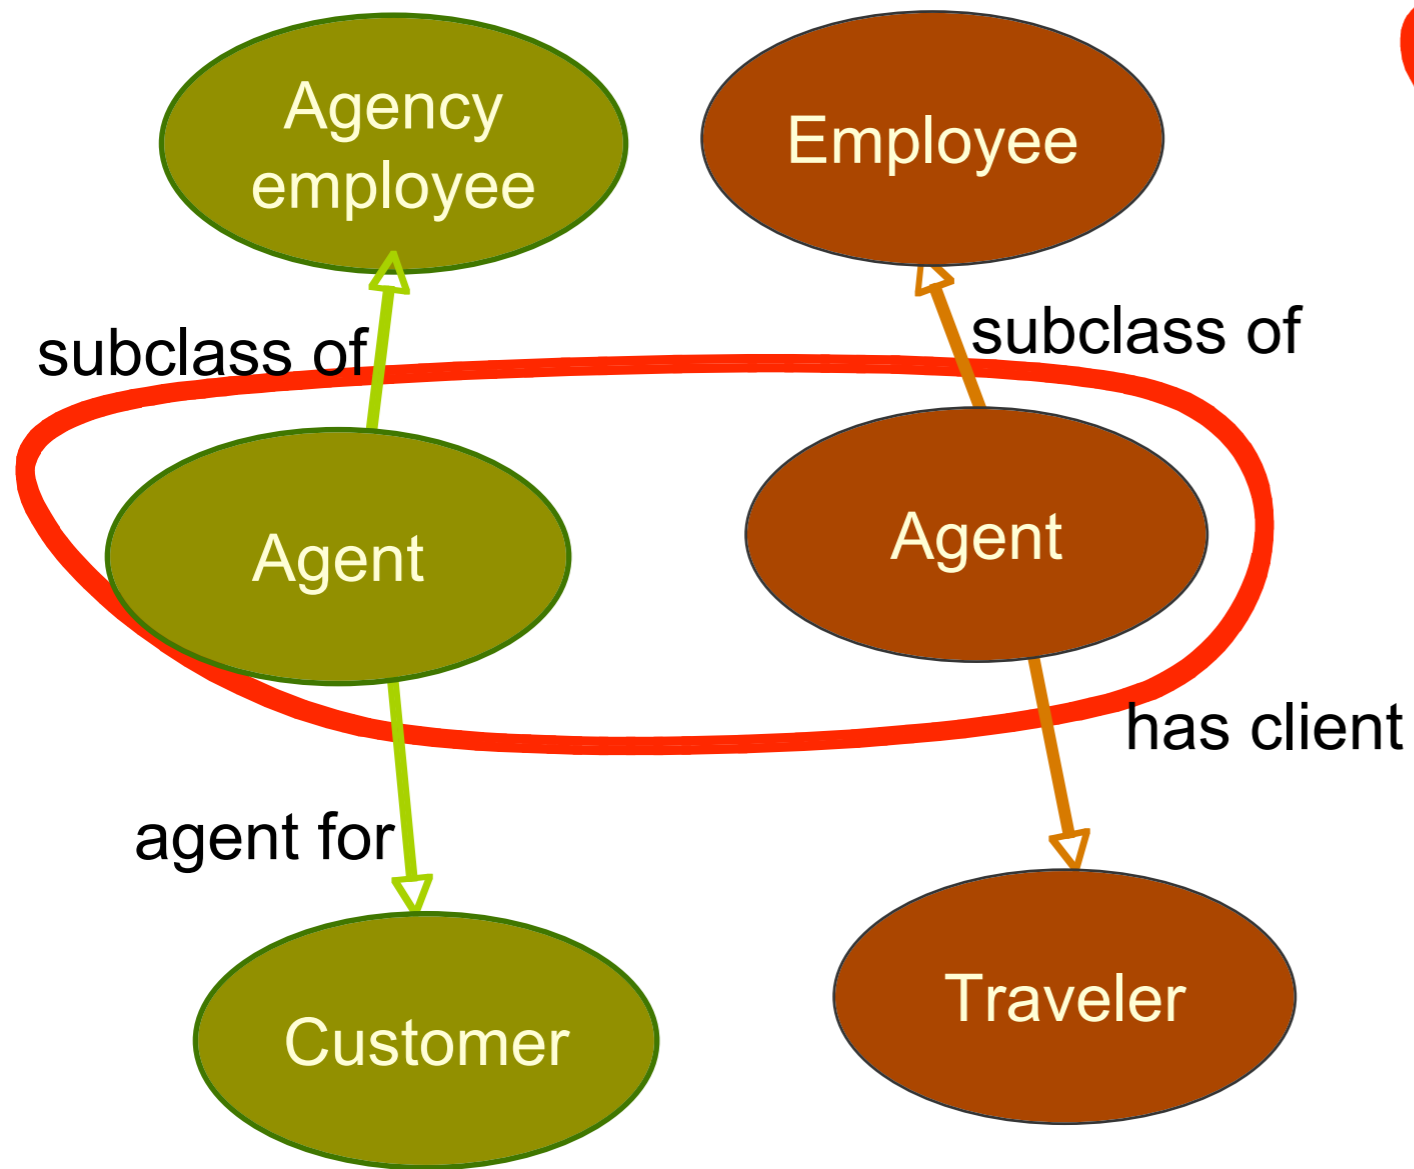 Agency
employee
Employee
subclass of
subclass of
Agent
Agent
has client
agent for
Customer
Traveler